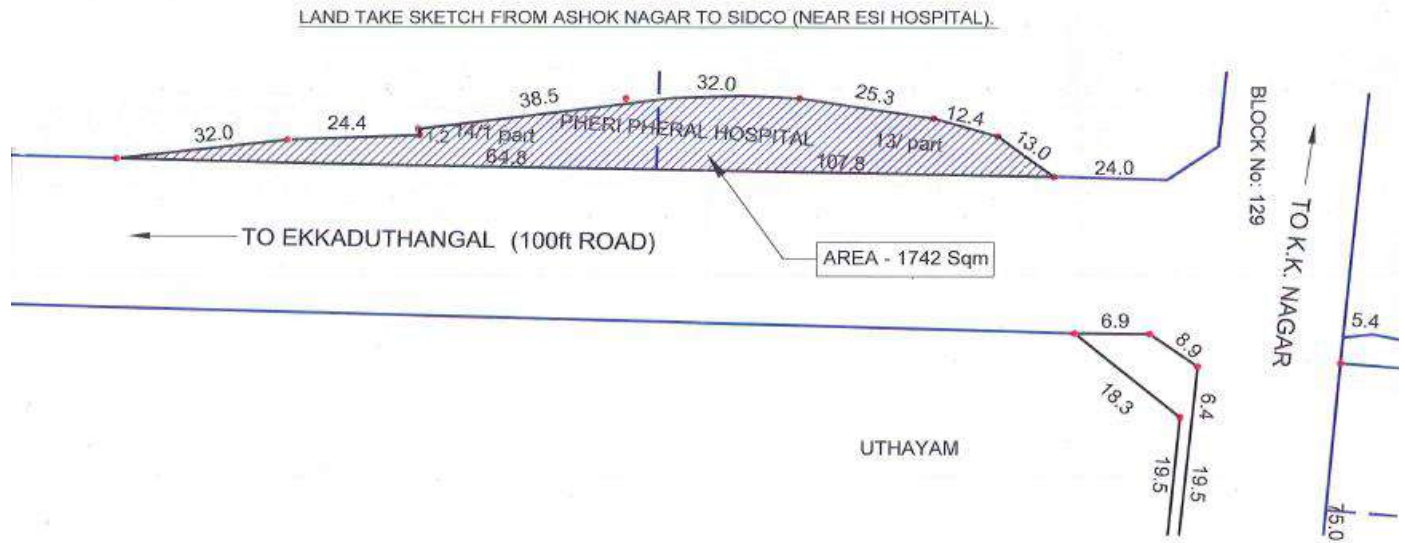 LAND TAKE SKETCH FROM ASHOK NAGAR TO SIDCO (NEAR ESI HOSPITAL).
32.0
24.4
38.5
32.0
25.3
12.4
13.0
24.0
1.2
14/1 part
PHERI PHERAL HOSPITAL
13/ part
64.8
107.8
BLOCK No: 129
TO K.K. NAGAR
TO EKKADUTHANGAL (100ft ROAD)
AREA - 1742 Sqm
6.9
8.9
5.4
18.3
6.4
UTHAYAM
19.5
19.5
15.0